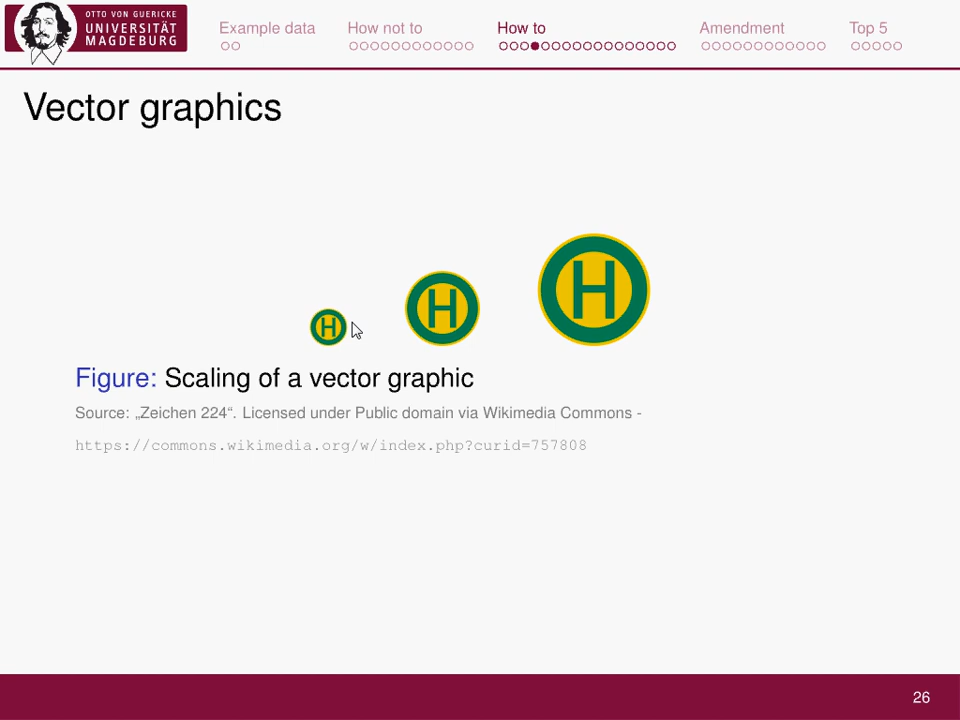 OTTO VON GUERICKE
UNIVERSITÄT
MAGDEBURG
Example data
How not to
How to
Amendment
Top 5
Vector graphics
H
H
H
Figure: Scaling of a vector graphic
Source: „Zeichen 224“. Licensed under Public domain via Wikimedia Commons -
https://commons.wikimedia.org/w/index.php?curid=757808
26